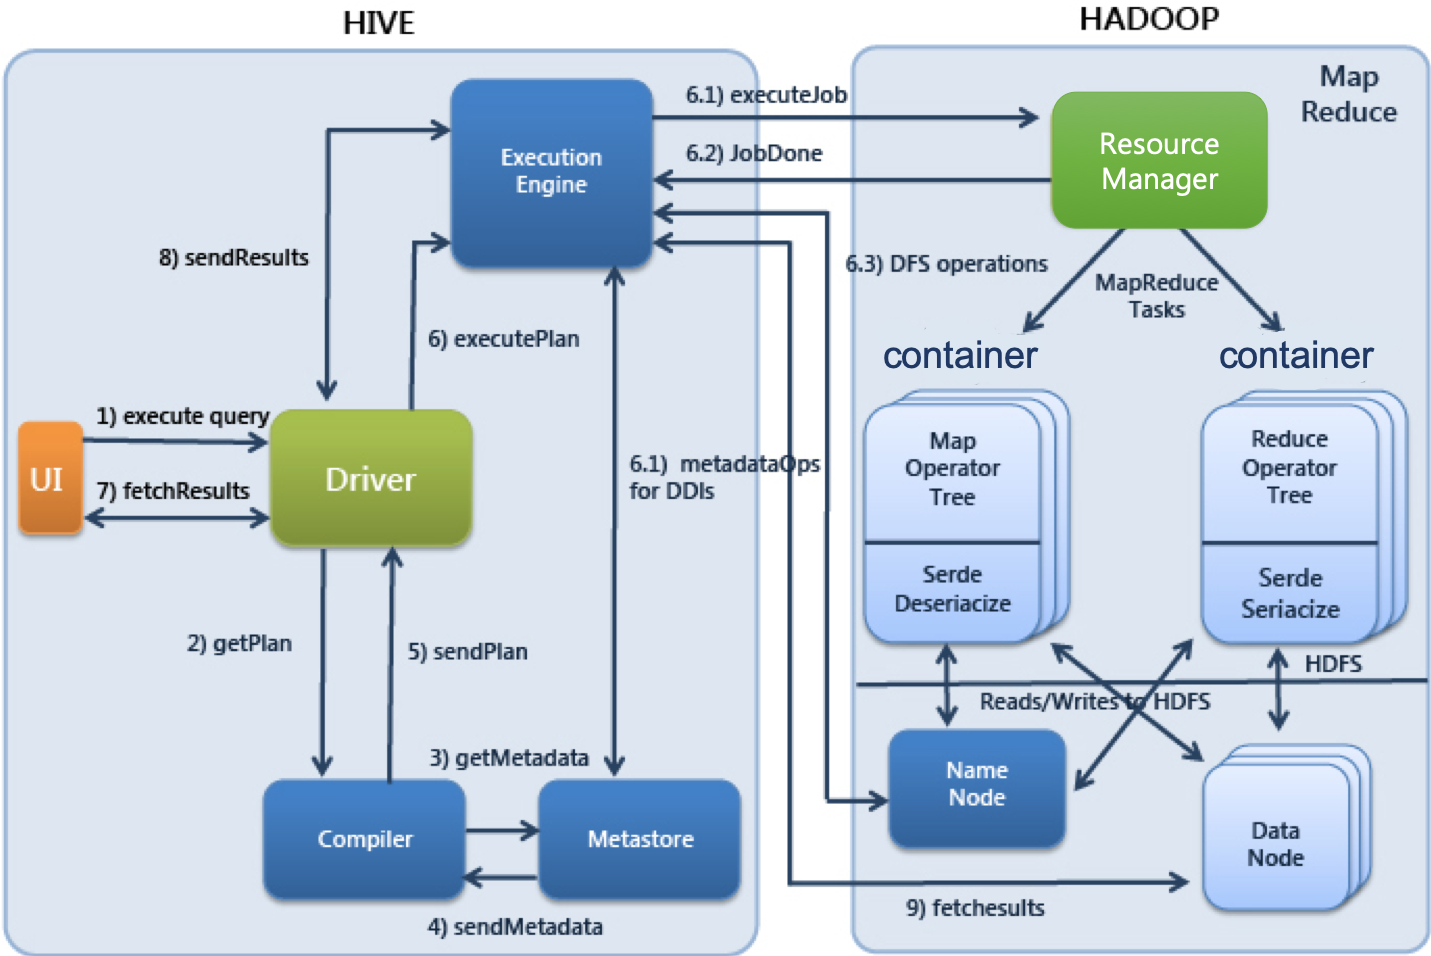 HIVE
HADOOP
Map
Reduce
6.1) executeJob
Execution
Engine
6.2) JobDone
Resource
Manager
8) sendResults
6.3) DFS operations
MapReduce
Tasks
6) executePlan
container
container
1) execute query
UI
7) fetchResults
Driver
6.1) metadataOps
for DDIs
Map
Operator
Tree
Reduce
Operator
Tree
Serde
Deseriacize
Serde
Seriacize
2) getPlan
5) sendPlan
HDFS
Reads/Writes to HDFS
3) getMetadata
4) sendMetadata
Compiler
Metastore
Name
Node
Data
Node
9) fetchesults